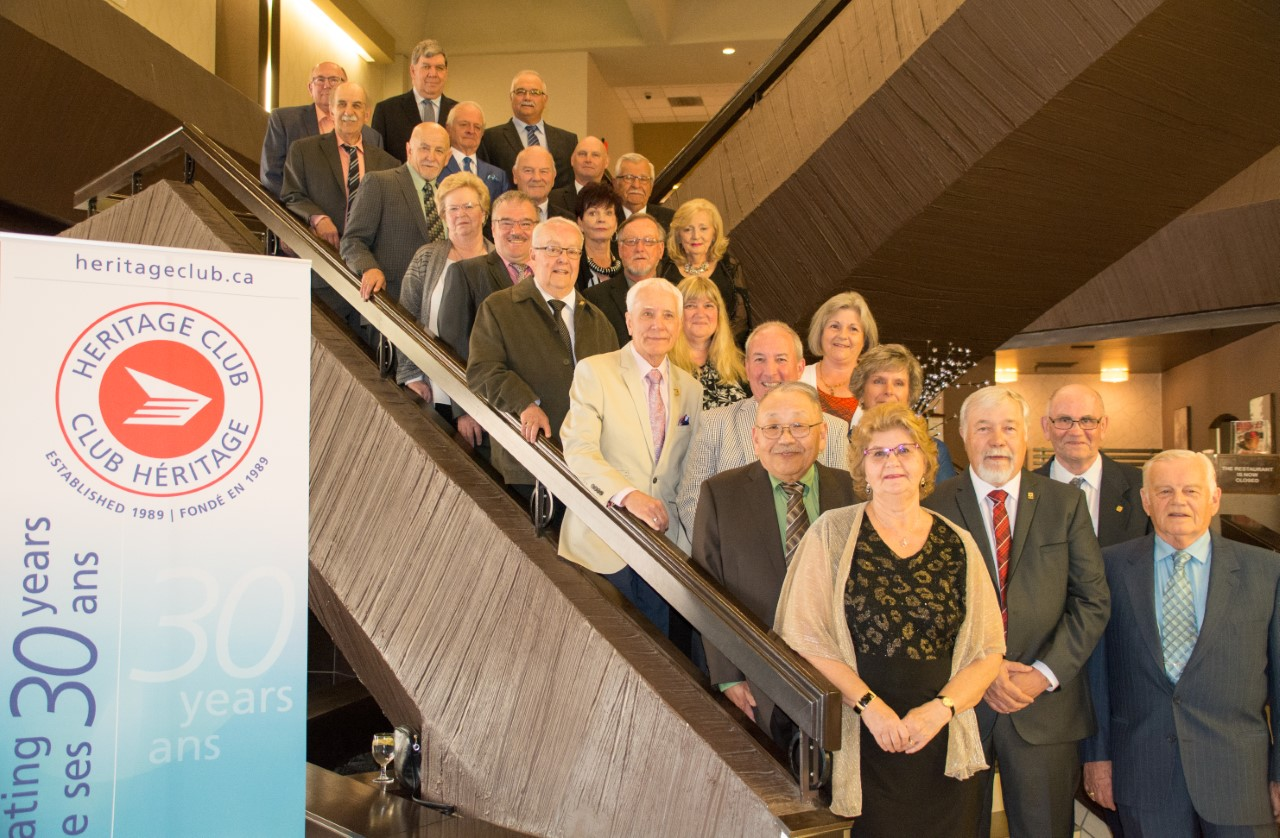 heritageclub.ca
HERITAGE CLUB
CLUB HÉRITAGE
ESTABLISHED 1989 | FONDÉ EN 1989
ating 30 years
e ses 30 ans
30
years
ans
THE RESTAURANT
IS NOW
CLOSED